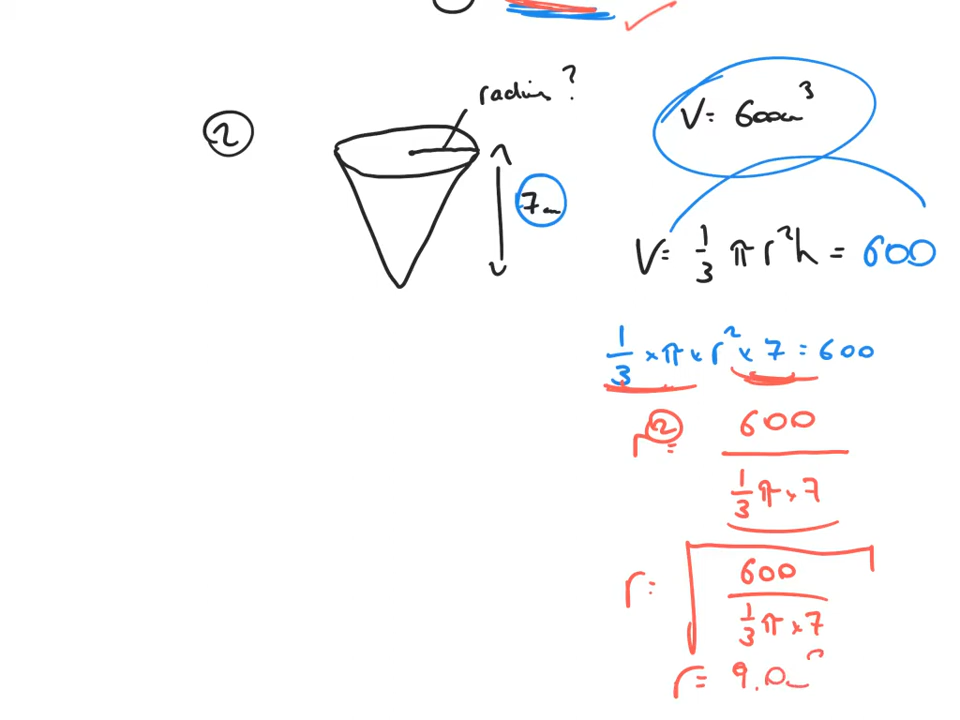 2
radius ?
V = 600cm³
7cm
V = 1/3 π r² h = 600
1/3 × π × r² × 7 = 600
r² = 600 / (1/3 π × 7)
r = √(600 / (1/3 π × 7))
r = 9.0cm